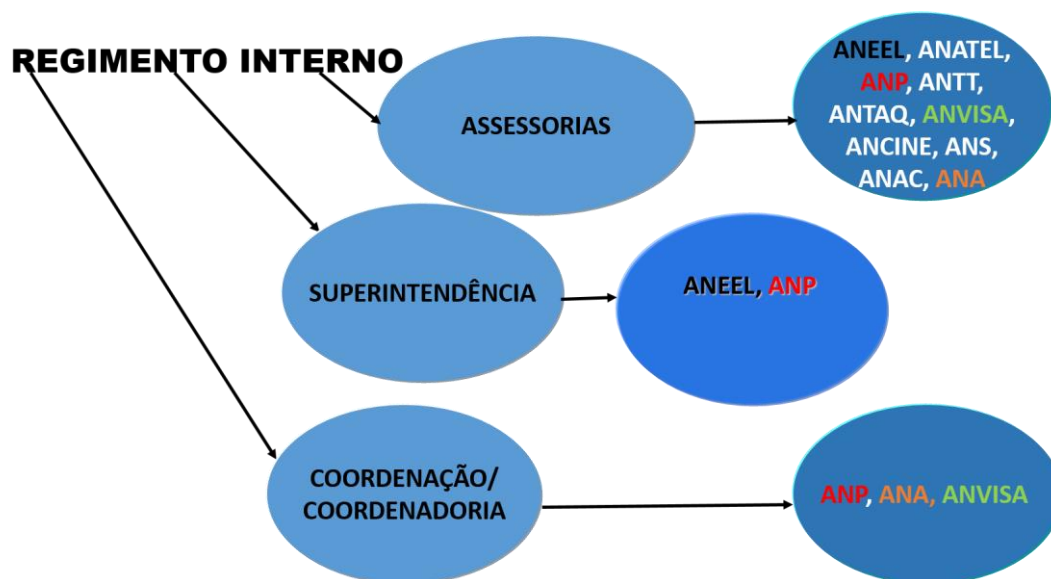 REGIMENTO INTERNO
ASSESSORIAS
ANEEL, ANATEL,
ANP, ANTT,
ANTAQ, ANVISA,
ANCINE, ANS,
ANAC, ANA
SUPERINTENDÊNCIA
ANEEL, ANP
COORDENAÇÃO/
COORDENADORIA
ANP, ANA, ANVISA